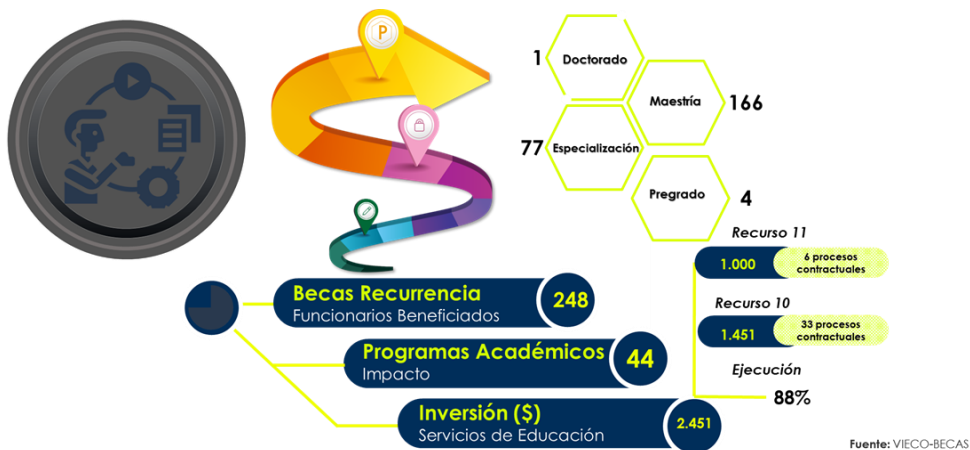 P
1
Doctorado
Maestría
166
77
Especialización
Pregrado
4
Recurso 11
1.000
6 procesos
contractuales
Becas Recurrencia
Funcionarios Beneficiados
248
Recurso 10
1.451
33 procesos
contractuales
Programas Académicos
Impacto
44
Ejecución
88%
Inversión ($)
Servicios de Educación
2.451
Fuente: VIECO-BECAS